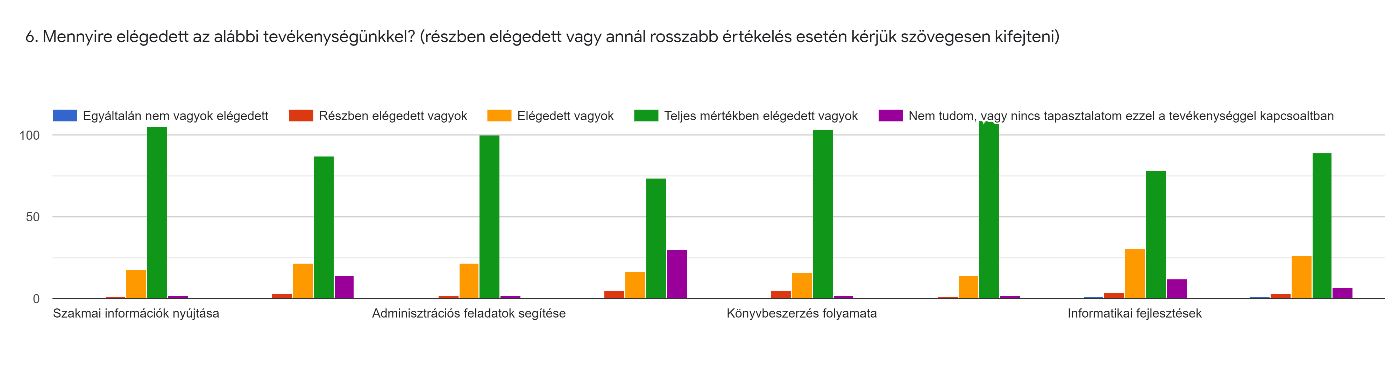 6. Mennyire elégedett az alábbi tevékenységünkkel? (részben elégedett vagy annál rosszabb értékelés esetén kérjük szövegesen kifejteni)
Egyáltalán nem vagyok elégedett Részben elégedett vagyok Elégedett vagyok Teljes mértékben elégedett vagyok Nem tudom, vagy nincs tapasztalatom ezzel a tevékenységgel kapcsoaltban
100
50
0
Szakmai információk nyújtása Adminisztrációs feladatok segítése Könyvbeszerzés folyamata Informatikai fejlesztések